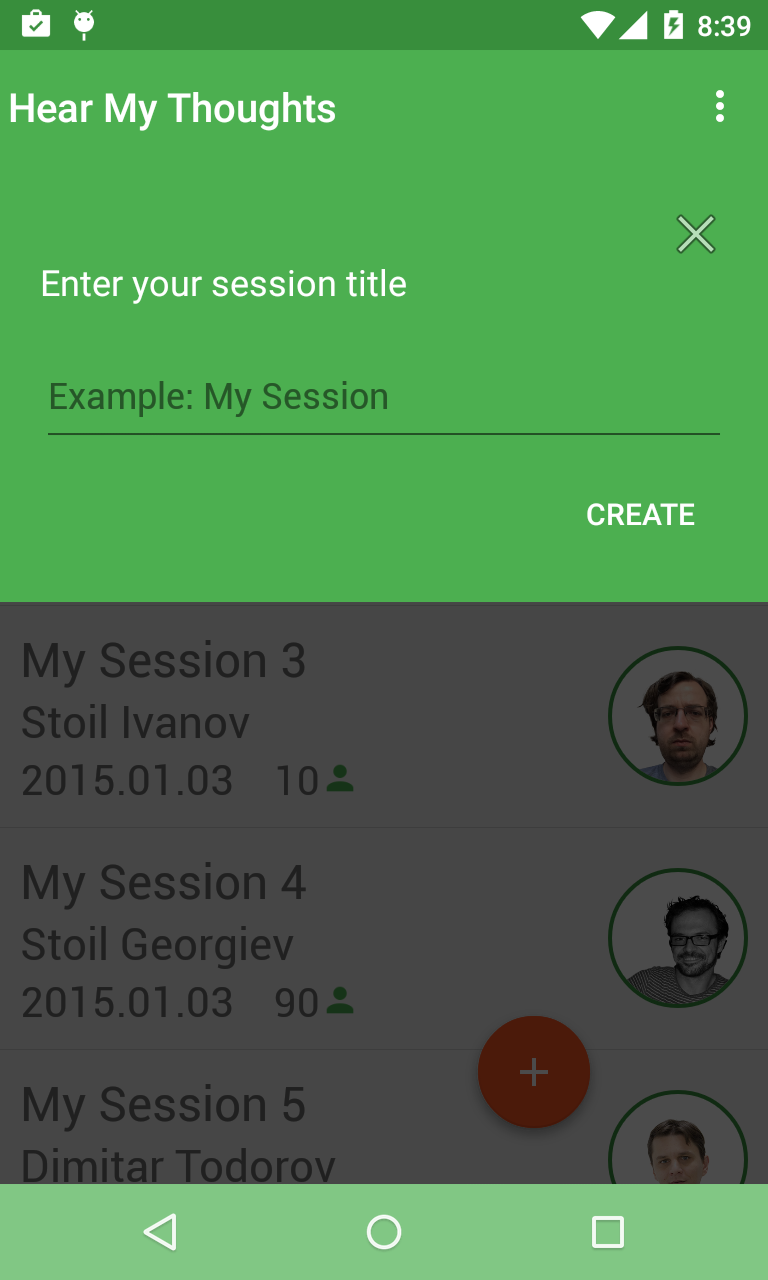 8:39
Hear My Thoughts
Enter your session title
Example: My Session
CREATE
My Session 3
Stoil Ivanov
2015.01.03 10
My Session 4
Stoil Georgiev
2015.01.03 90
My Session 5
Dimitar Todorov